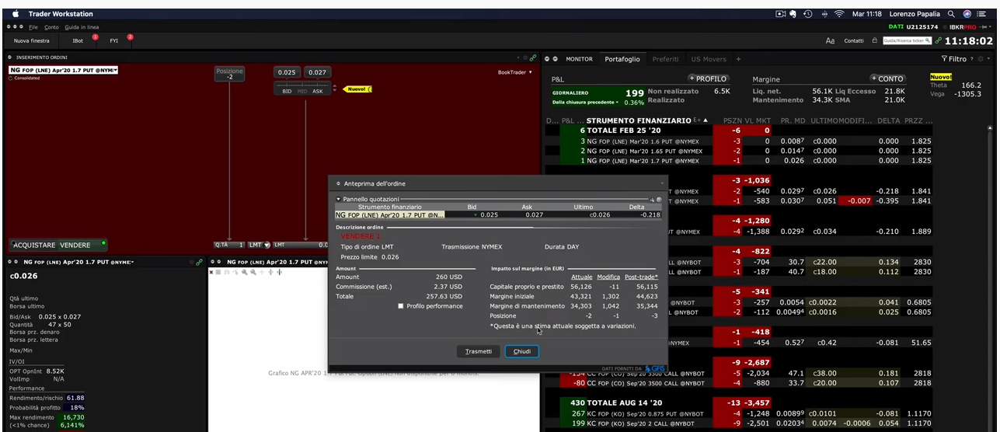 Trader Workstation
Mar 11:18 Lorenzo Papalia
File Conto Guida in linea
DATI U2125174 IBKRPRO
Nuova finestra IBot 1 FYI 2
Aa Contatti Guida/Ricerca ticker 11:18:02
INSERIMENTO ORDINI
NG FOP (LNE) Apr'20 1.7 PUT @NYM
Consolidated
Posizione
-2
0.025 0.027
BID MID ASK
Nuovo!
BookTrader
ACQUISTARE VENDERE
Q.TÀ 1 LMT LMT
MONITOR Portafoglio Preferiti US Movers +
Filtro ?
P&L + PROFILO
GIORNALIERO 199
Dalla chiusura precedente 0.36%
Non realizzato 6.5K
Realizzato
Margine + CONTO
Liq. net. 56.1K Liq Eccesso 21.8K
Mantenimento 34.3K SMA 21.0K
Nuovo!
Theta 166.2
Vega -1305.3
D... P&L ... STRUMENTO FINANZIARIO E+ PSZN VL MKT PR. MD ULTIMO MODIFI... DELTA PRZZ ...
6 TOTALE FEB 25 '20 -6 0
3 NG FOP (LNE) Mar'20 1.6 PUT @NYMEX -3 0 0.0087 c0.000 0.000 1.825
2 NG FOP (LNE) Mar'20 1.65 PUT @NYMEX -2 0 0.0147 c0.000 0.000 1.825
1 NG FOP (LNE) Mar'20 1.7 PUT @NYMEX -1 0 0.026 c0.000 0.000 1.825
-3 -1,036
T @NYMEX -2 -540 0.0297 c0.026 -0.218 1.841
T @NYMEX -1 -583 0.0307 0.051 -0.007 -0.395 1.841
-4 -1,280
JT @NYMEX -4 -1,388 0.0292 c0.034 -0.210 1.889
-4 -822
LL @NYBOT -3 -704 30.7 c22.00 0.134 2830
LL @NYBOT -1 -187 40.7 c18.00 0.112 2830
-5 -341
@NYBOT -3 -257 0.0054 c0.0022 0.041 0.6805
LL @NYBOT -2 -112 0.0049 c0.0016 0.025 0.6805
-1 -418
NYMEX -1 -454 0.527 c0.42 -0.081 51.65
-9 -2,687
-134 CC FOP (CO) Sep'20 3300 CALL @NYBOT -5 -2,034 47.1 c38.00 0.181 2818
-80 CC FOP (CO) Sep'20 3500 CALL @NYBOT -4 -880 33.7 c20.00 0.107 2818
430 TOTALE AUG 14 '20 -13 -3,457
267 KC FOP (KO) Sep'20 0.875 PUT @NYBOT -4 -1,248 0.00899 c0.0101 -0.081 1.1170
199 KC FOP (KO) Sep'20 2 CALL @NYBOT -9 -2,501 0.02034 0.0074 -0.0006 0.054 1.1170
Anteprima dell'ordine
Pannello quotazioni
Strumento finanziario Bid Ask Ultimo Delta
NG FOP (LNE) Apr'20 1.7 PUT @N... 0.025 0.027 c0.026 -0.218
Descrizione ordine
VENDERE 1
Tipo di ordine LMT Trasmissione NYMEX Durata DAY
Prezzo limite 0.026
Amount
Amount 260 USD
Commissione (est.) 2.37 USD
Totale 257.63 USD
Profilo performance
Impatto sul margine (in EUR)
Attuale Modifica Post-trade*
Capitale proprio e prestito 56,126 -11 56,115
Margine iniziale 43,321 1,302 44,623
Margine di mantenimento 34,303 1,042 35,344
Posizione -2 -1 -3
*Questa è una stima attuale soggetta a variazioni.
Trasmetti Chiudi
DATI FORNITI DA GFIS
NG FOP (LNE) Apr'20 1.7 PUT @NYME
c0.026
Qtà ultimo
Borsa ultimo
Bid/Ask 0.025 x 0.027
Quantità 47 x 50
Borsa prz. denaro
Borsa prz. lettera
Max/Min
IV/OI
OPT OpnInt 8.52K
VolImp N/A
Performance
Rendimento/rischio 61.88
Probabilità profitto 18%
Max rendimento 16,730
(<1% chance) 6,141%
NG FOP (LNE) Apr'20 1.7 PUT @NYM
Grafico NG APR'20 1.7 Put Fut. Option (LNE) non disponibile per 6 months.